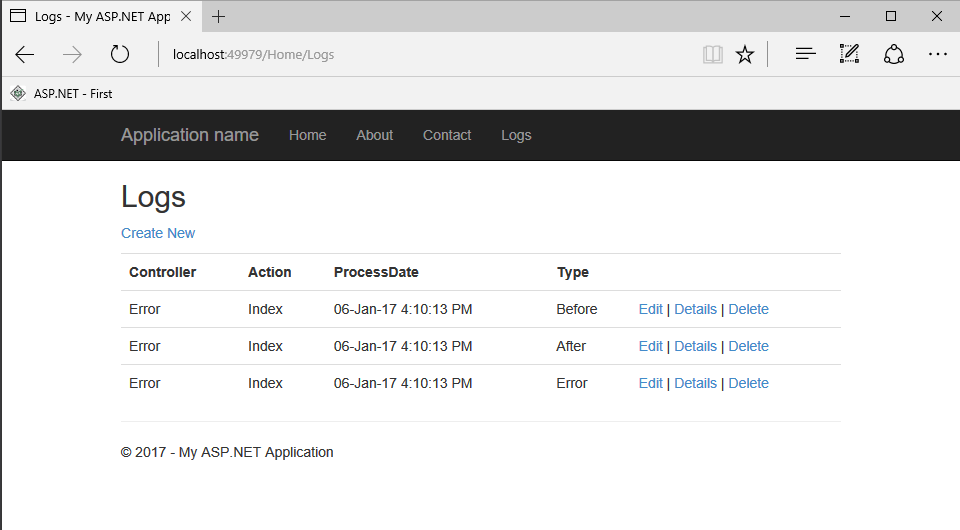 Logs - My ASP.NET App
localhost:49979/Home/Logs
ASP.NET - First
Application name Home About Contact Logs
Logs
Create New
Controller Action ProcessDate Type
Error Index 06-Jan-17 4:10:13 PM Before Edit | Details | Delete
Error Index 06-Jan-17 4:10:13 PM After Edit | Details | Delete
Error Index 06-Jan-17 4:10:13 PM Error Edit | Details | Delete
© 2017 - My ASP.NET Application